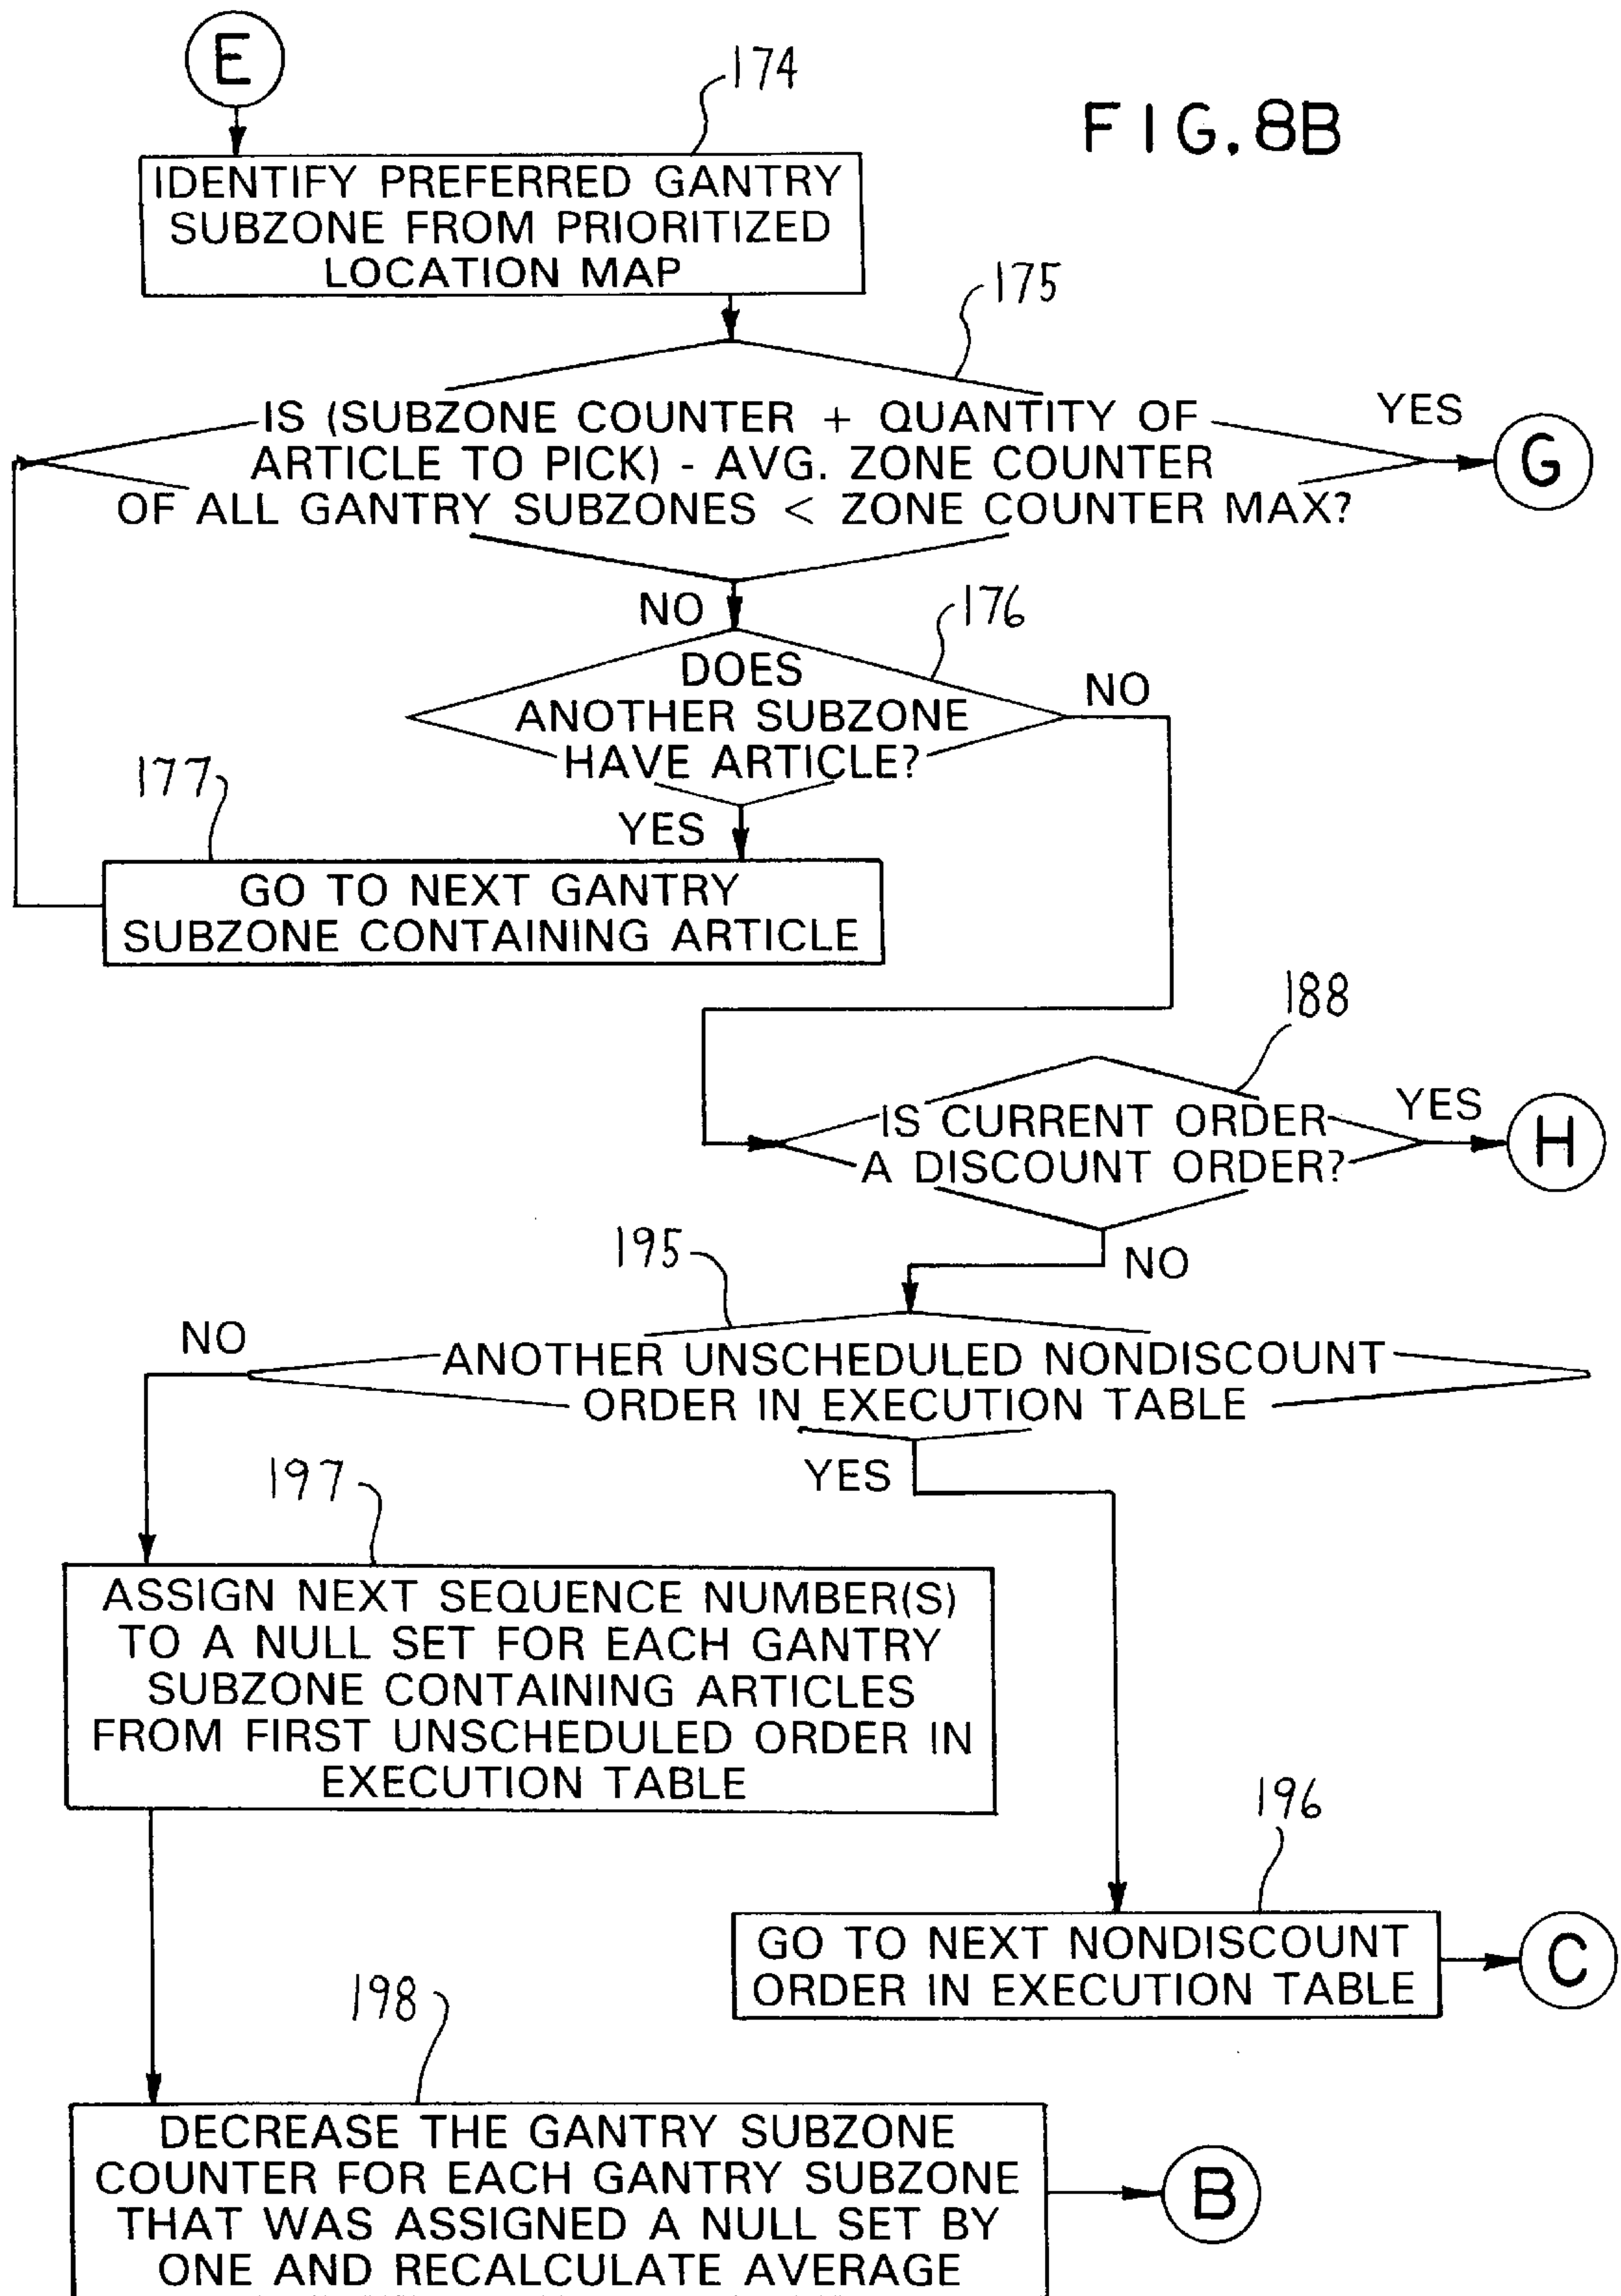 E
174
FIG. 8B
IDENTIFY PREFERRED GANTRY
SUBZONE FROM PRIORITIZED
LOCATION MAP
175
IS (SUBZONE COUNTER + QUANTITY OF
ARTICLE TO PICK) - AVG. ZONE COUNTER
OF ALL GANTRY SUBZONES < ZONE COUNTER MAX?
YES
G
NO
176
DOES
ANOTHER SUBZONE
HAVE ARTICLE?
NO
177
YES
GO TO NEXT GANTRY
SUBZONE CONTAINING ARTICLE
188
IS CURRENT ORDER
A DISCOUNT ORDER?
YES
H
NO
195
NO
ANOTHER UNSCHEDULED NONDISCOUNT
ORDER IN EXECUTION TABLE
YES
197
ASSIGN NEXT SEQUENCE NUMBER(S)
TO A NULL SET FOR EACH GANTRY
SUBZONE CONTAINING ARTICLES
FROM FIRST UNSCHEDULED ORDER IN
EXECUTION TABLE
196
GO TO NEXT NONDISCOUNT
ORDER IN EXECUTION TABLE
C
198
DECREASE THE GANTRY SUBZONE
COUNTER FOR EACH GANTRY SUBZONE
THAT WAS ASSIGNED A NULL SET BY
ONE AND RECALCULATE AVERAGE
B